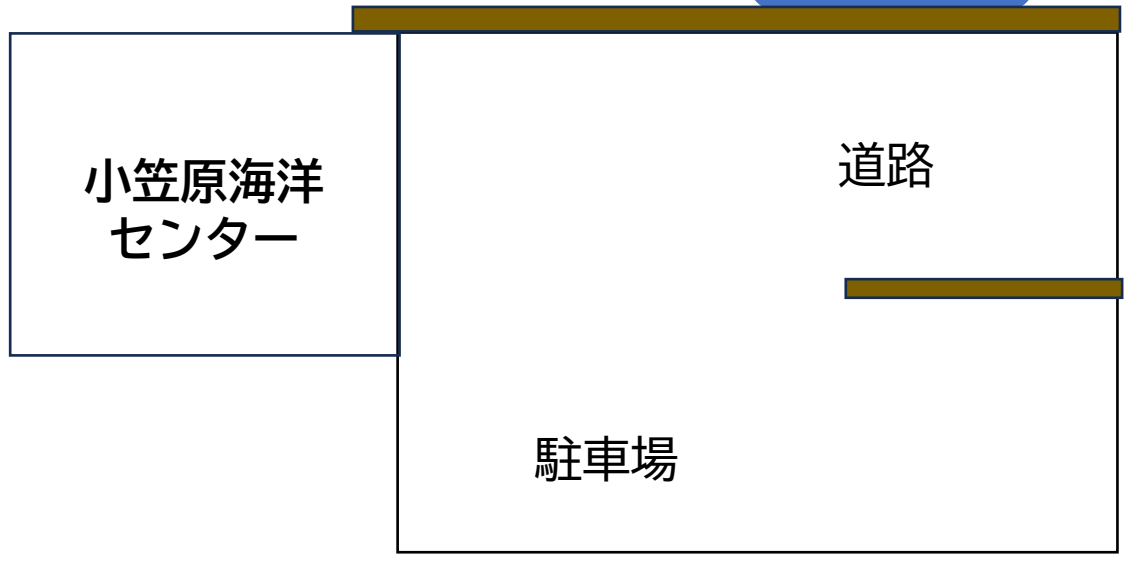 小笠原海洋
センター
道路
駐車場